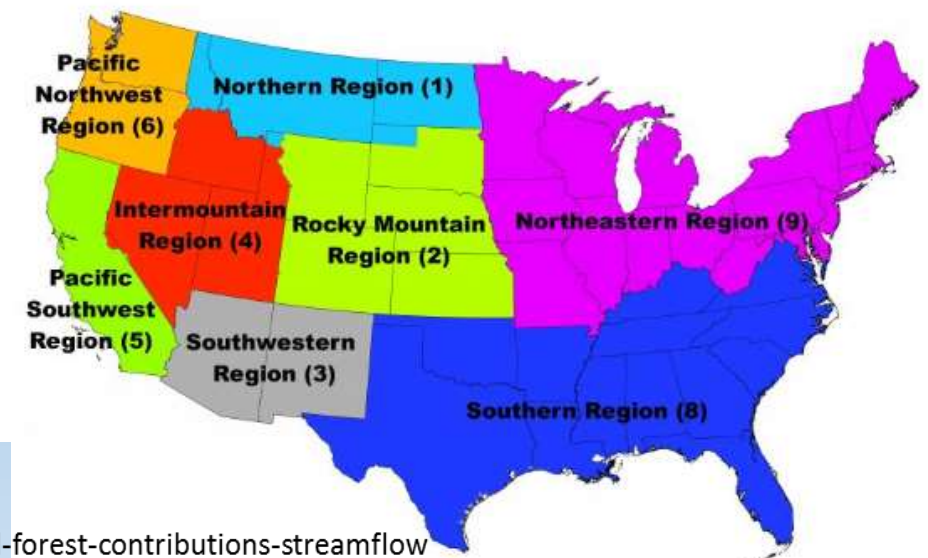 Pacific
Northwest
Region (6)
Northern Region (1)
Intermountain
Region (4)
Rocky Mountain
Region (2)
Northeastern Region (9)
Pacific
Southwest
Region (5)
Southwestern
Region (3)
Southern Region (8)
-forest-contributions-streamflow